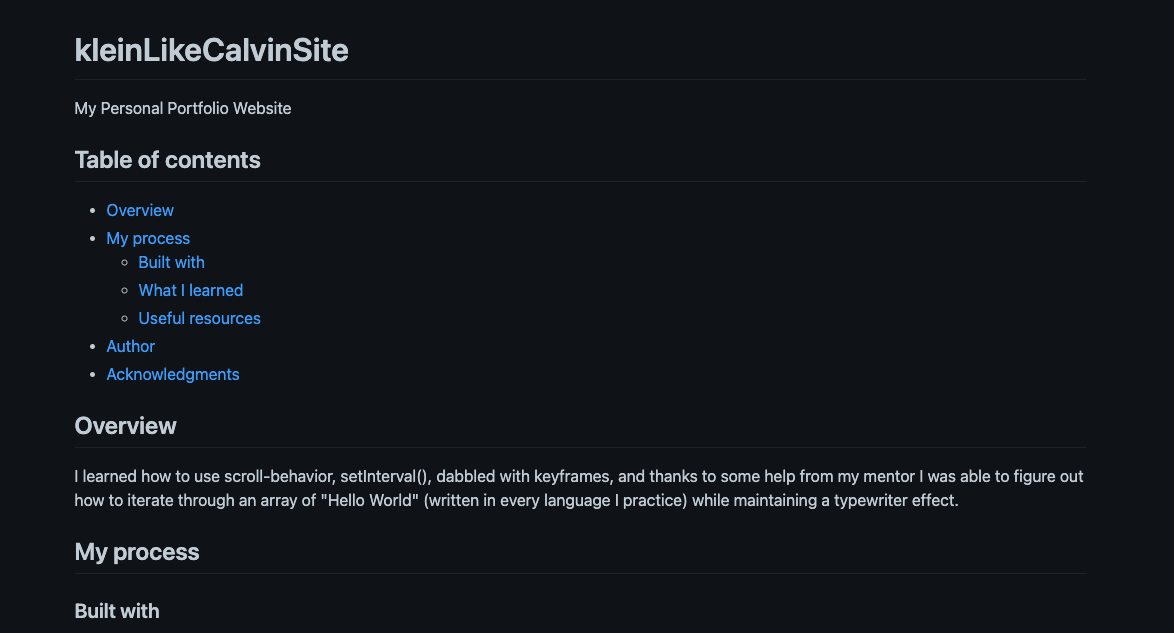 kleinLikeCalvinSite
My Personal Portfolio Website
Table of contents
Overview
My process
Built with
What I learned
Useful resources
Author
Acknowledgments
Overview
I learned how to use scroll-behavior, setInterval(), dabbled with keyframes, and thanks to some help from my mentor I was able to figure out
how to iterate through an array of "Hello World" (written in every language I practice) while maintaining a typewriter effect.
My process
Built with